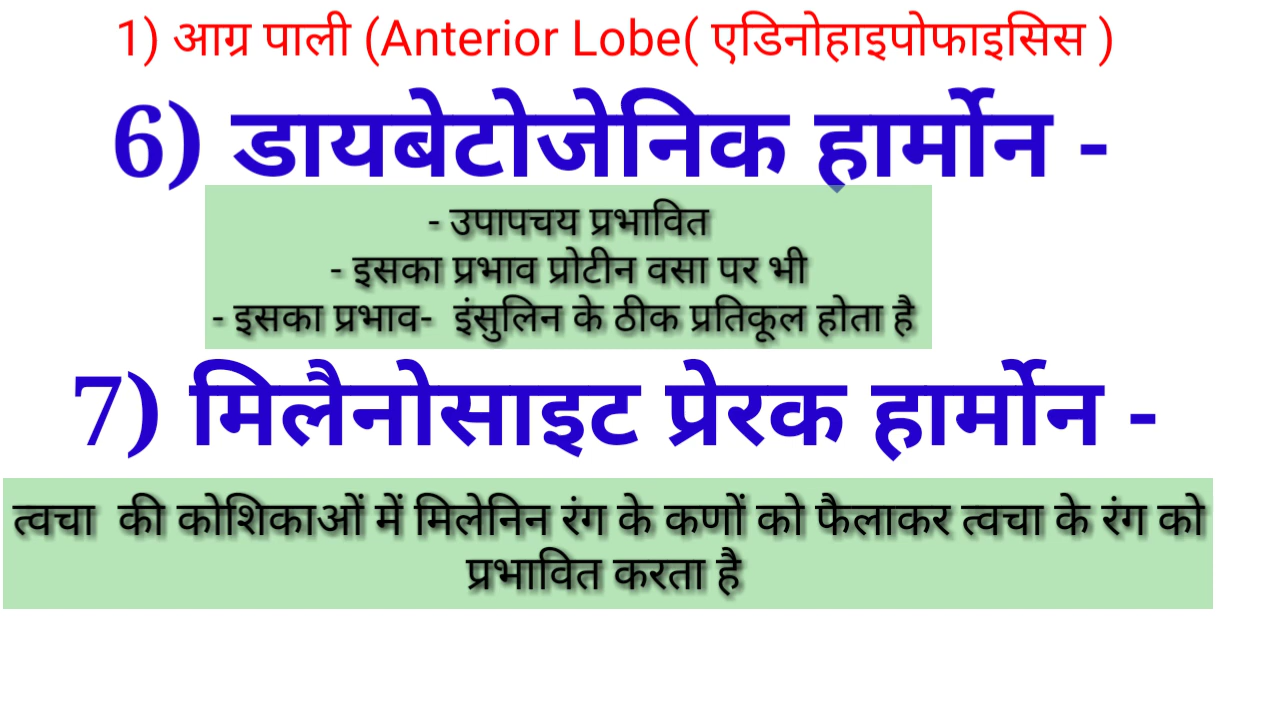 1) आग्र पाली (Anterior Lobe( एडिनोहाइपोफाइसिस )
6) डायबेटोजेनिक हार्मोन -
- उपापचय प्रभावित
- इसका प्रभाव प्रोटीन वसा पर भी
- इसका प्रभाव- इंसुलिन के ठीक प्रतिकूल होता है
7) मिलैनोसाइट प्रेरक हार्मोन -
त्वचा की कोशिकाओं में मिलेनिन रंग के कणों को फैलाकर त्वचा के रंग को
प्रभावित करता है